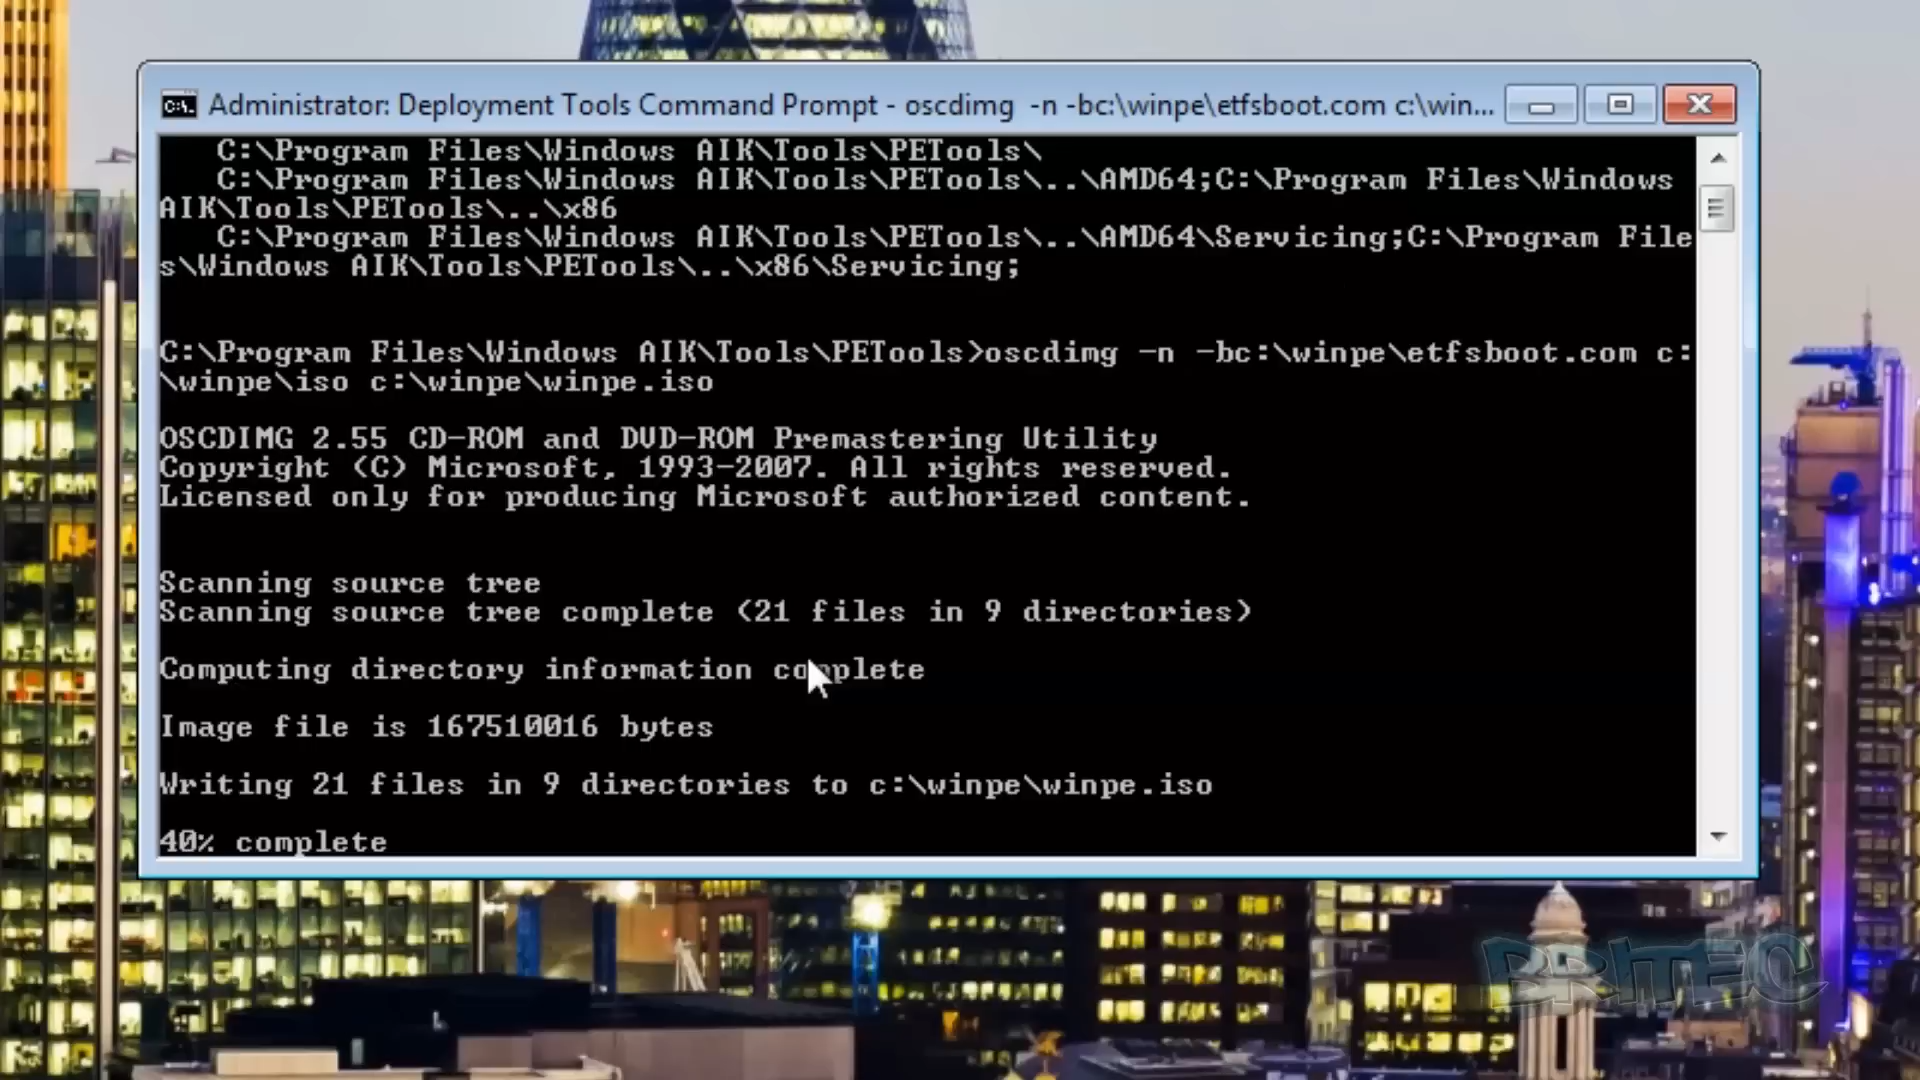 Administrator: Deployment Tools Command Prompt - oscdimg -n -bc:\winpe\etfsboot.com c:\win...
C:\Program Files\Windows AIK\Tools\PETools\
C:\Program Files\Windows AIK\Tools\PETools\..\AMD64;C:\Program Files\Windows
AIK\Tools\PETools\..\x86
C:\Program Files\Windows AIK\Tools\PETools\..\AMD64\Servicing;C:\Program File
s\Windows AIK\Tools\PETools\..\x86\Servicing;
C:\Program Files\Windows AIK\Tools\PETools>oscdimg -n -bc:\winpe\etfsboot.com c:
\winpe\iso c:\winpe\winpe.iso
OSCDIMG 2.55 CD-ROM and DVD-ROM Premastering Utility
Copyright (C) Microsoft, 1993-2007. All rights reserved.
Licensed only for producing Microsoft authorized content.
Scanning source tree
Scanning source tree complete (21 files in 9 directories)
Computing directory information complete
Image file is 167510016 bytes
Writing 21 files in 9 directories to c:\winpe\winpe.iso
40% complete
BRITEC